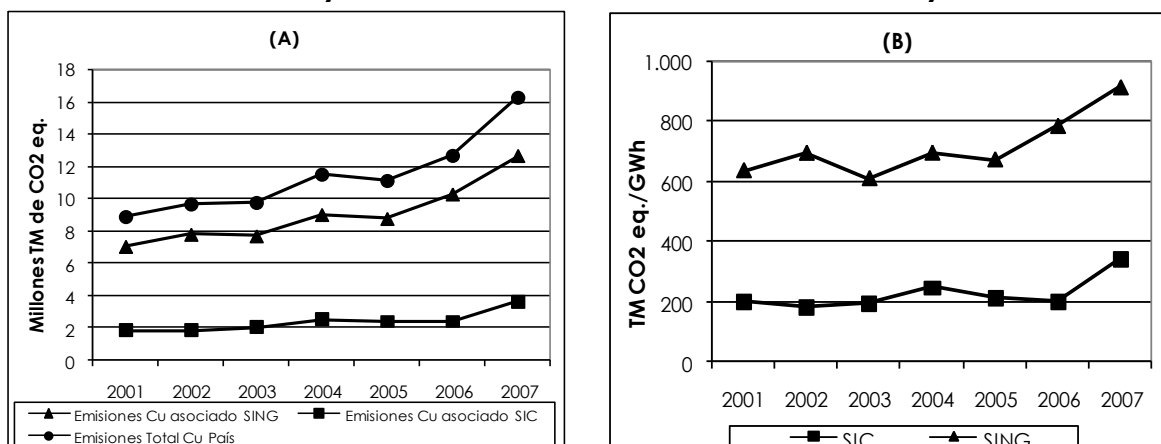 (A)
Millones TM de CO2 eq.
18
16
14
12
10
8
6
4
2
0
2001 2002 2003 2004 2005 2006 2007
Emisiones Cu asociado SING Emisiones Cu asociado SIC
Emisiones Total Cu País
(B)
TM CO2 eq./GWh
1.000
800
600
400
200
0
2001 2002 2003 2004 2005 2006 2007
SIC SING